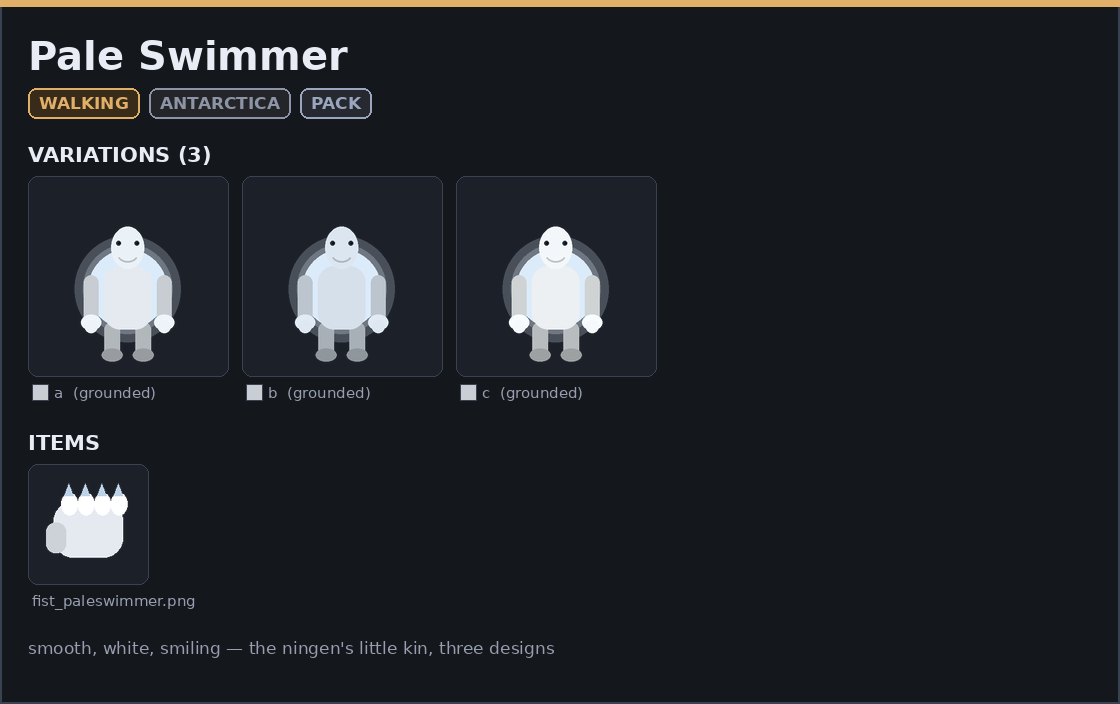 Pale Swimmer
WALKING ANTARCTICA PACK
VARIATIONS (3)
a (grounded) b (grounded) c (grounded)
ITEMS
fist_paleswimmer.png
smooth, white, smiling — the ningen's little kin, three designs